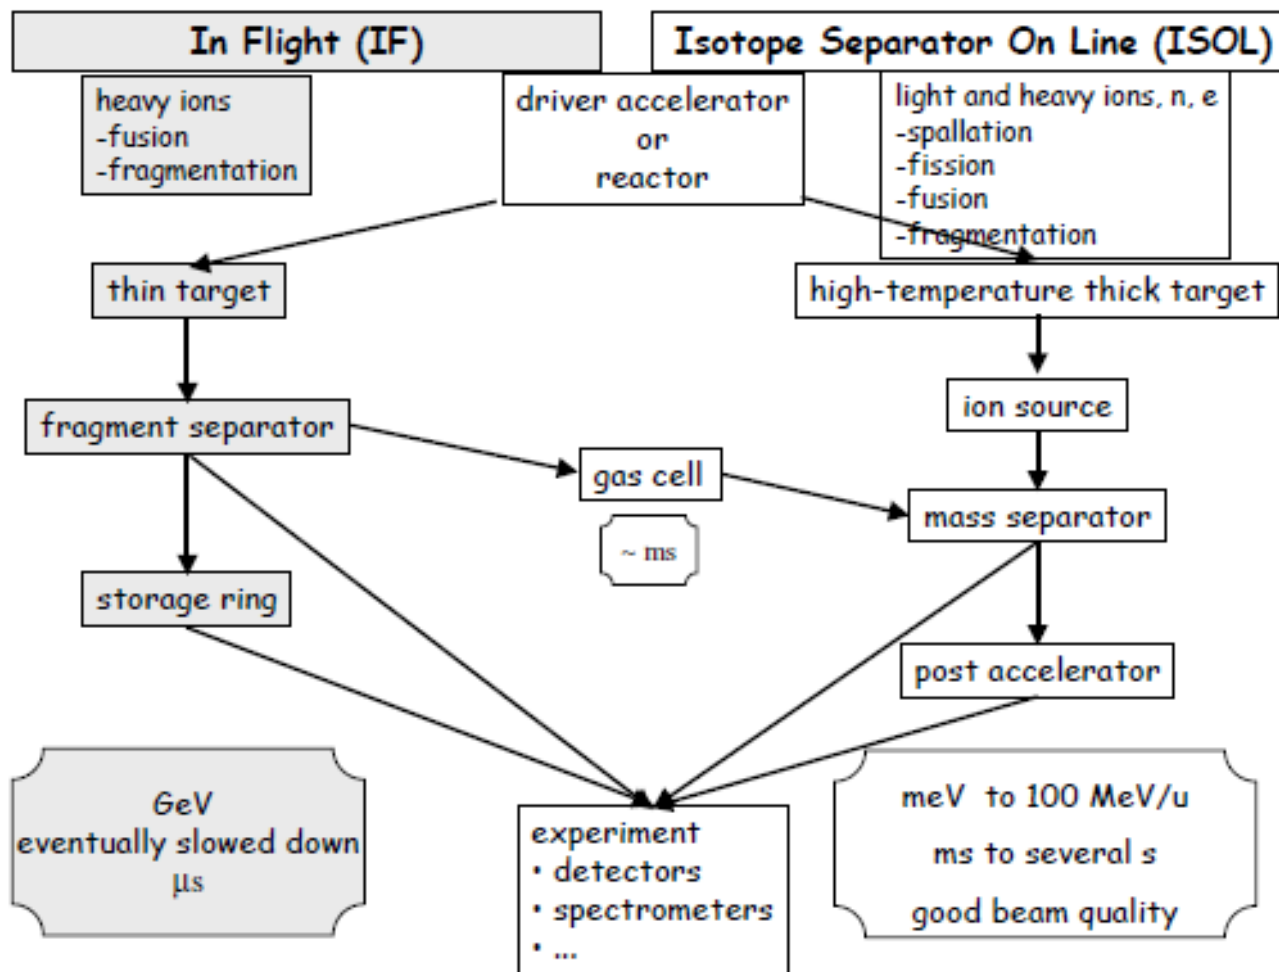 In Flight (IF)
Isotope Separator On Line (ISOL)
heavy ions
-fusion
-fragmentation
driver accelerator
or
reactor
light and heavy ions, n, e
-spallation
-fission
-fusion
-fragmentation
thin target
high-temperature thick target
fragment separator
ion source
gas cell
mass separator
~ ms
storage ring
post accelerator
GeV
eventually slowed down
μs
experiment
• detectors
• spectrometers
• ...
meV to 100 MeV/u
ms to several s
good beam quality